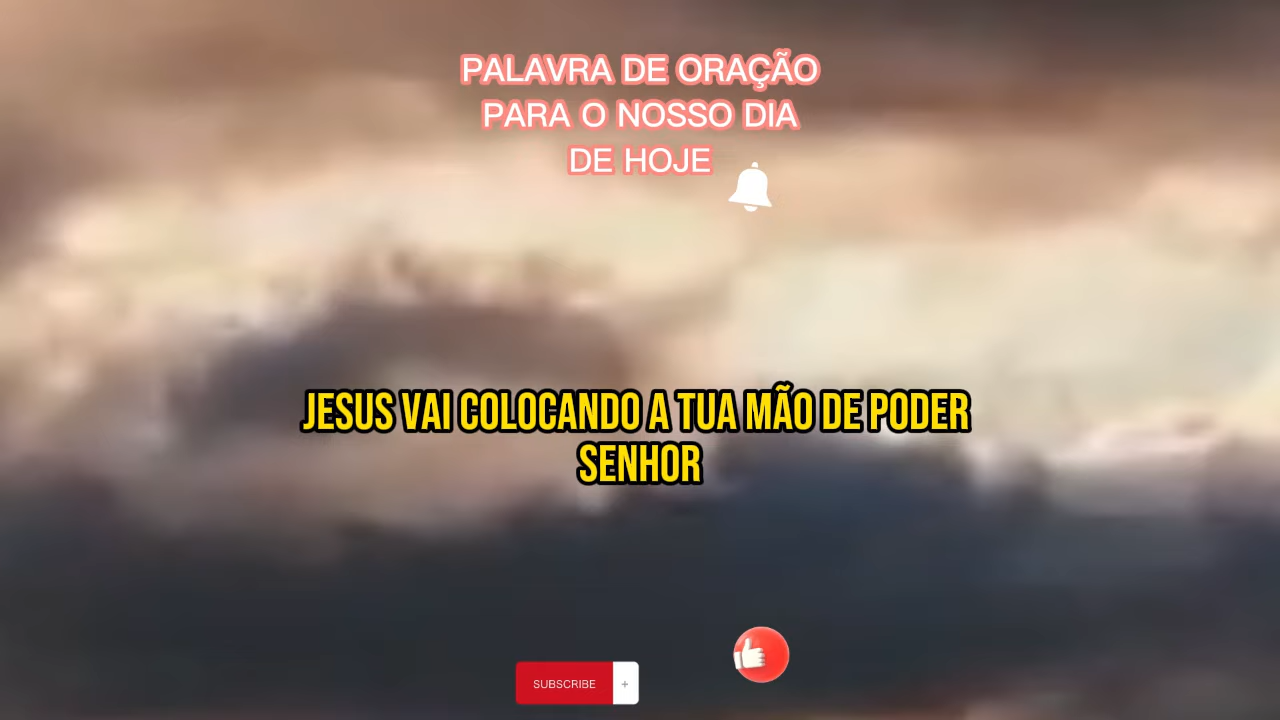 PALAVRA DE ORAÇÃO
PARA O NOSSO DIA
DE HOJE
JESUS VAI COLOCANDO A TUA MÃO DE PODER
SENHOR
SUBSCRIBE +